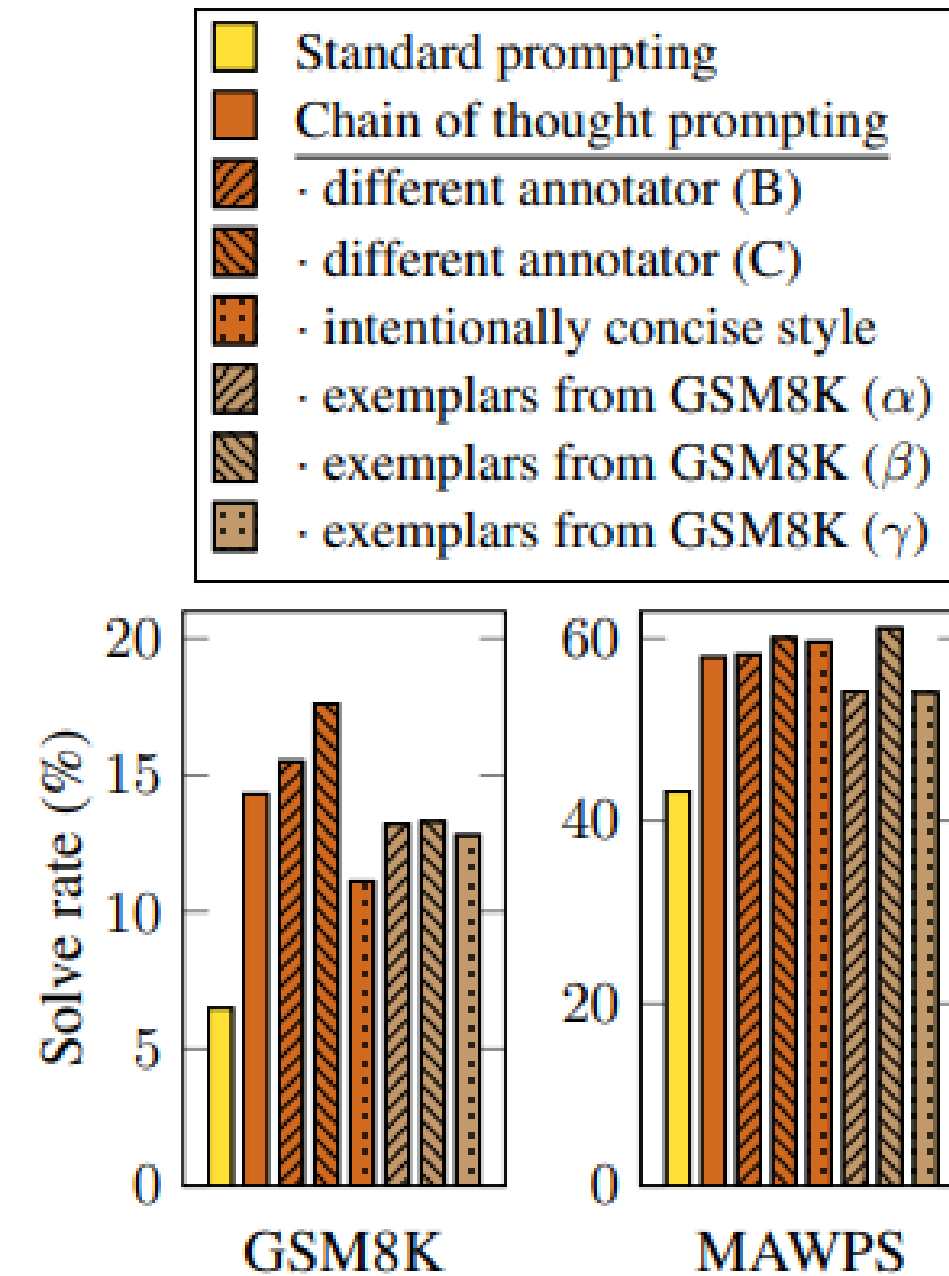 Standard prompting
Chain of thought prompting
· different annotator (B)
· different annotator (C)
· intentionally concise style
· exemplars from GSM8K (α)
· exemplars from GSM8K (β)
· exemplars from GSM8K (γ)
Solve rate (%)
20
15
10
5
0
GSM8K
60
40
20
0
MAWPS